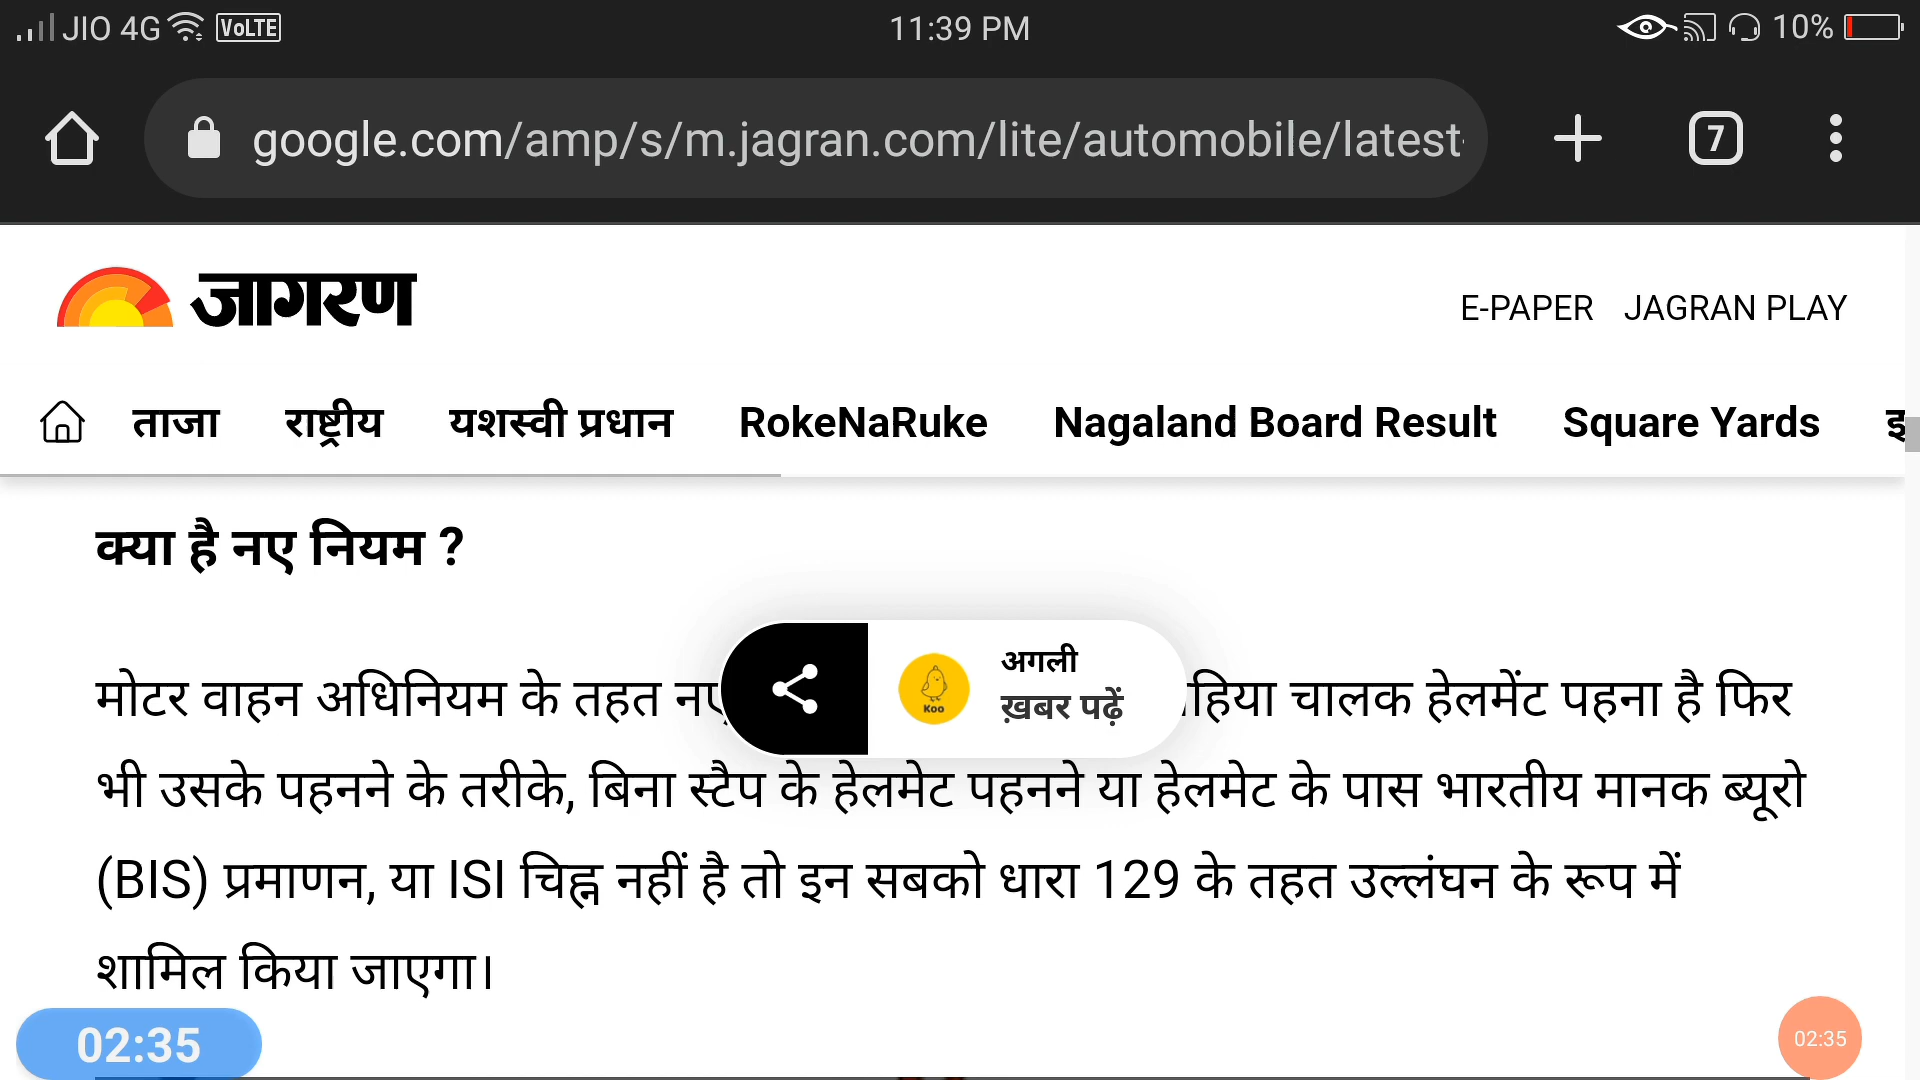 JIO 4G VoLTE 11:39 PM 10%
google.com/amp/s/m.jagran.com/lite/automobile/latest 7
जागरण
E-PAPER JAGRAN PLAY
ताजा राष्ट्रीय यशस्वी प्रधान RokeNaRuke Nagaland Board Result Square Yards
क्या है नए नियम ?
अगली
Koo ख़बर पढ़ें
मोटर वाहन अधिनियम के तहत चालक हेलमेंट पहना है फिर
भी उसके पहनने के तरीके, बिना स्टैप के हेलमेट पहनने या हेलमेट के पास भारतीय मानक ब्यूरो
(BIS) प्रमाणन, या ISI चिह्न नहीं है तो इन सबको धारा 129 के तहत उल्लंघन के रूप में
शामिल किया जाएगा।
02:35 02:35